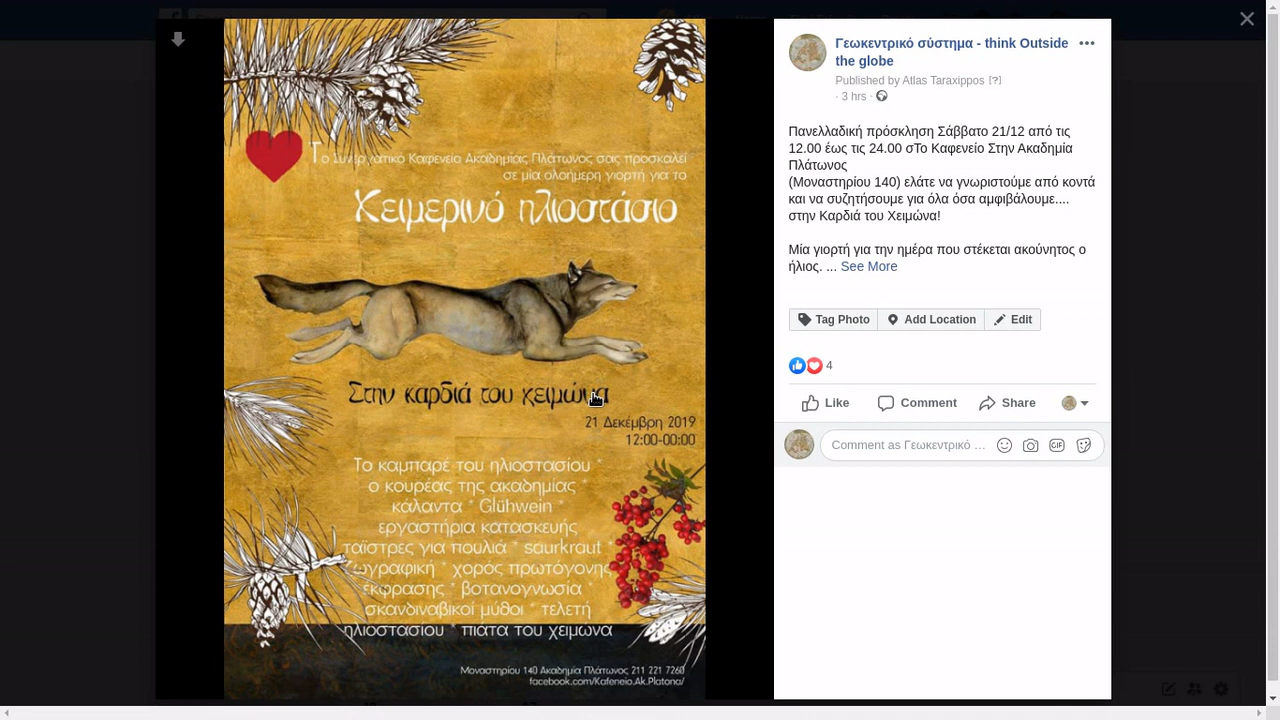 Το Συνεργατικό Καφενείο Ακαδημίας Πλάτωνος σας προσκαλεί
σε μία ολοήμερη γιορτή για το
Χειμερινό ηλιοστάσιο
Στην καρδιά του χειμώνα
21 Δεκέμβρη 2019
12:00-00:00
Το καμπαρέ του ηλιοστασίου *
ο κουρέας της ακαδημίας *
κάλαντα * Glühwein *
εργαστήρια κατασκευής
ταΐστρες για πουλιά * saurkraut *
ζωγραφική * χορός πρωτόγονης
έκφρασης * βοτανογνωσία *
σκανδιναβικοί μύθοι * τελετή
ηλιοστασίου * πιάτα του χειμώνα
Μοναστηρίου 140 Ακαδημία Πλάτωνος 211 221 7260
facebook.com/Kafeneio.Ak.Platona/
Γεωκεντρικό σύστημα - think Outside
the globe
Published by Atlas Taraxippos [?]
· 3 hrs ·
Πανελλαδική πρόσκληση Σάββατο 21/12 από τις
12.00 έως τις 24.00 σΤο Καφενείο Στην Ακαδημία
Πλάτωνος
(Μοναστηρίου 140) ελάτε να γνωριστούμε από κοντά
και να συζητήσουμε για όλα όσα αμφιβάλουμε....
στην Καρδιά του Χειμώνα!
Μία γιορτή για την ημέρα που στέκεται ακούνητος ο
ήλιος. ... See More
Tag Photo Add Location Edit
4
Like Comment Share
Comment as Γεωκεντρικό ...
GIF